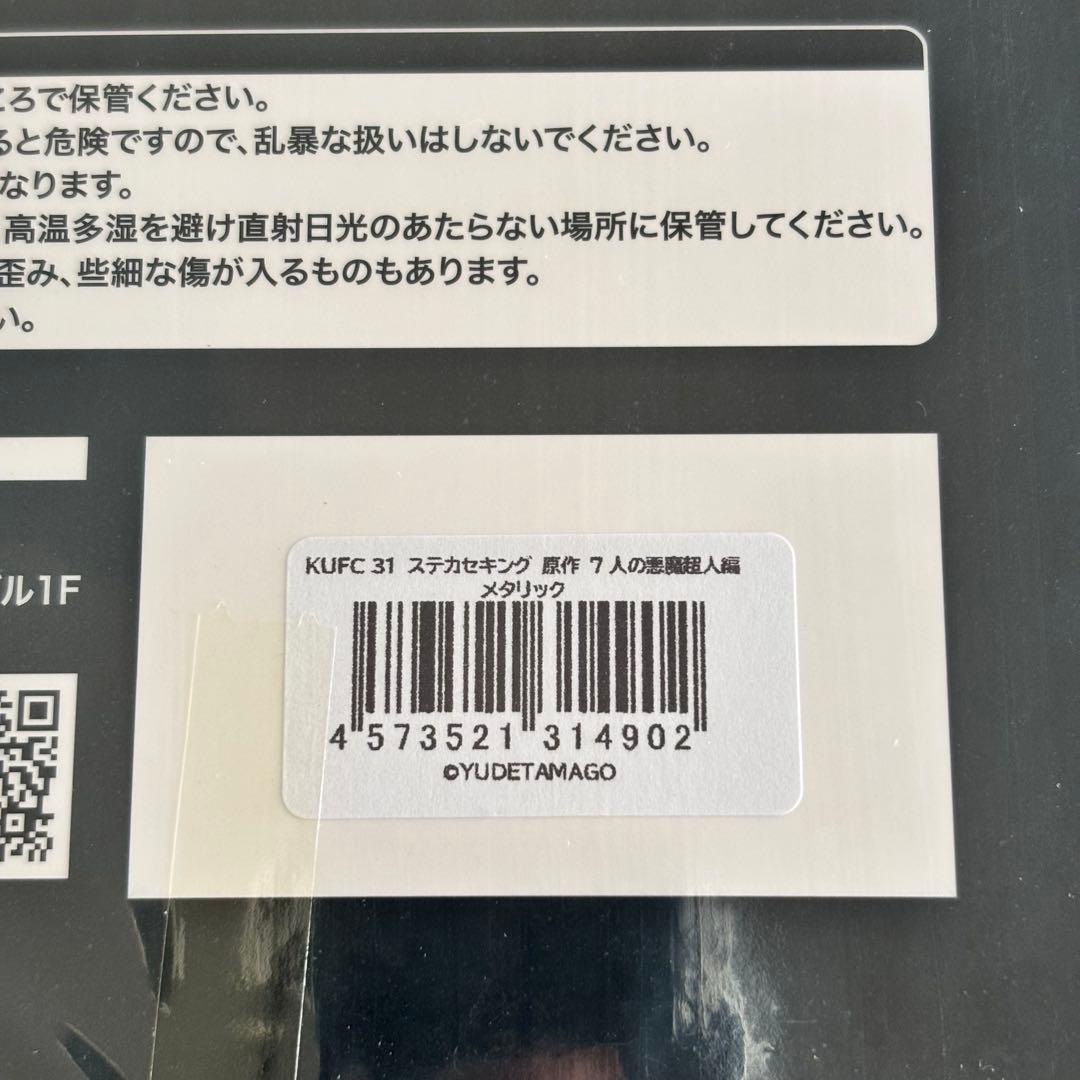 ころで保管ください。
ると危険ですので、乱暴な扱いはしないでください。
なります。
高温多湿を避け直射日光のあたらない場所に保管してください。
歪み、些細な傷が入るものもあります。
い。
ル1F
KUFC 31 ステカセキング 原作 7人の悪魔超人編
メタリック
4 573521 314902
©YUDETAMAGO